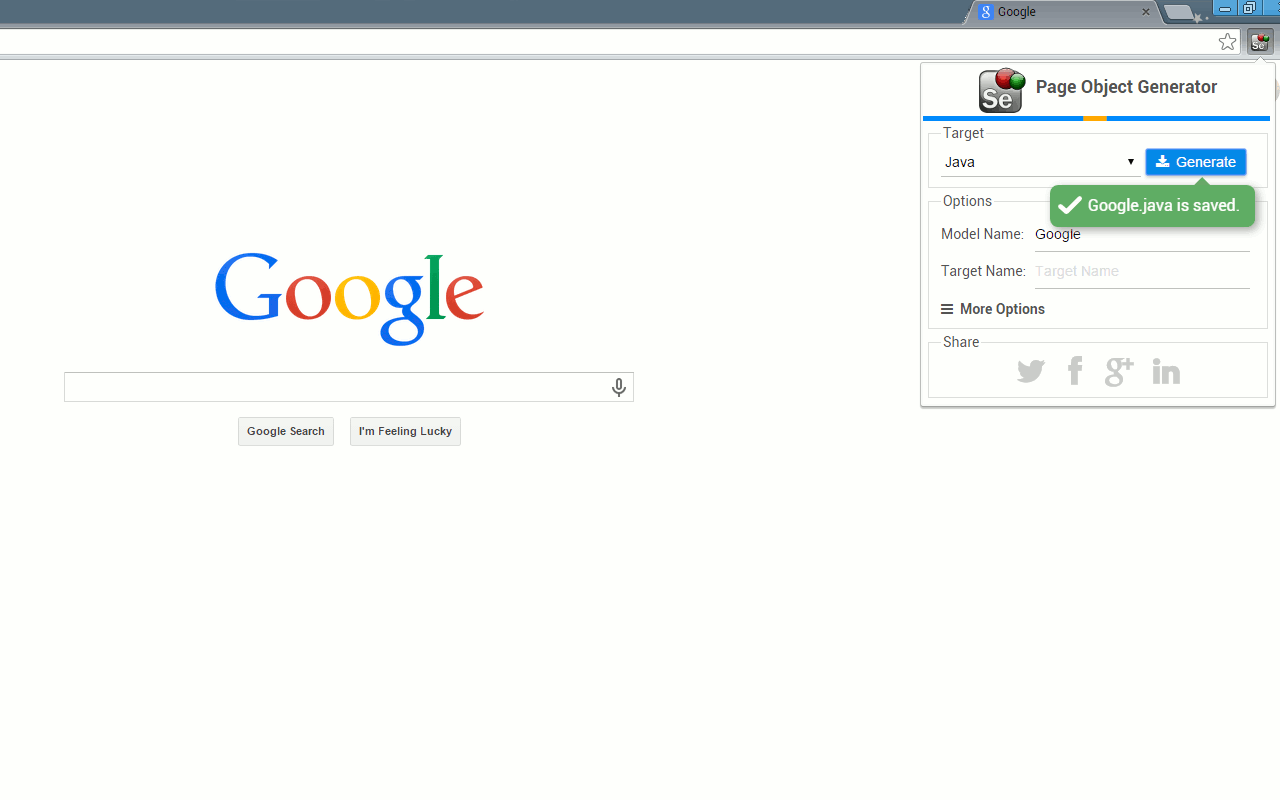 Google
Se
Se
Page Object Generator
Target
Java
Generate
Google.java is saved.
Options
Model Name: Google
Target Name: Target Name
More Options
Share
Google
Google Search
I'm Feeling Lucky